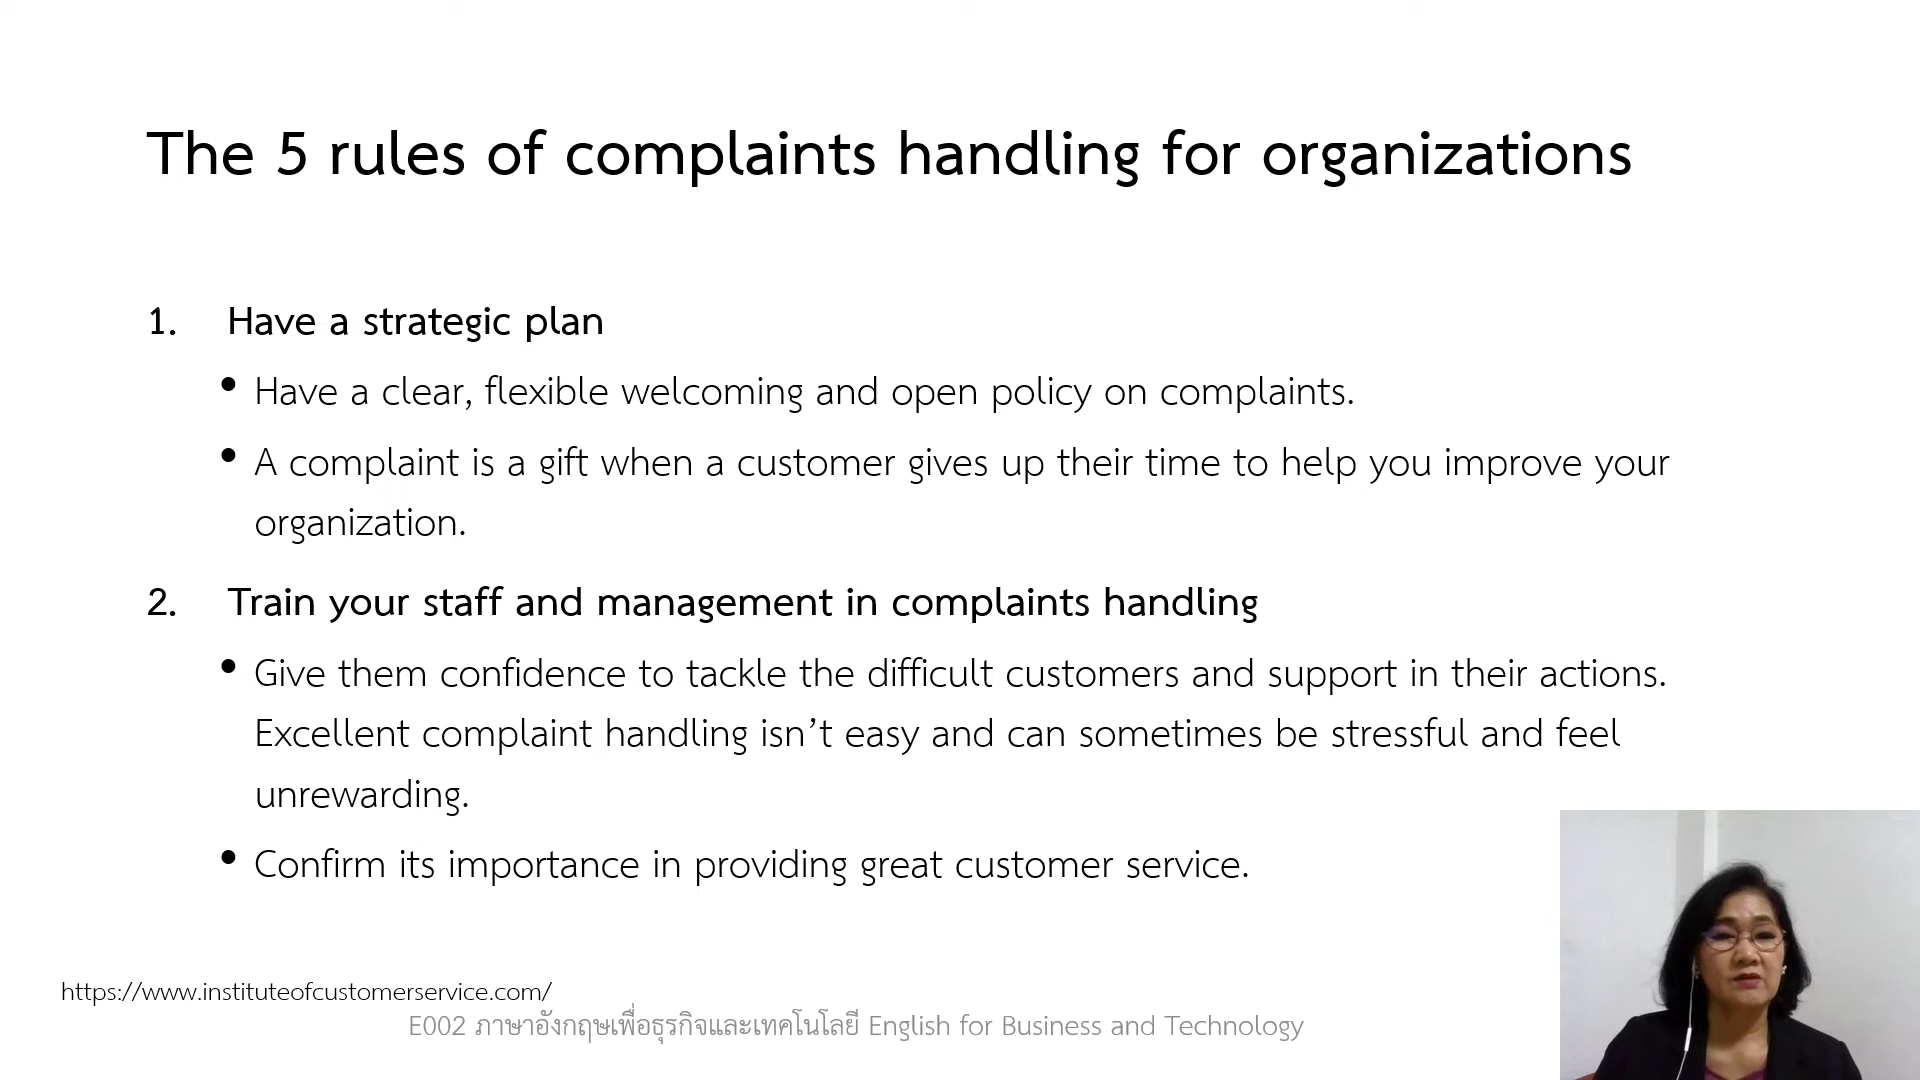 The 5 rules of complaints handling for organizations
1. Have a strategic plan
• Have a clear, flexible welcoming and open policy on complaints.
• A complaint is a gift when a customer gives up their time to help you improve your
organization.
2. Train your staff and management in complaints handling
• Give them confidence to tackle the difficult customers and support in their actions.
Excellent complaint handling isn’t easy and can sometimes be stressful and feel
unrewarding.
• Confirm its importance in providing great customer service.
https://www.instituteofcustomerservice.com/
E002 ภาษาอังกฤษเพื่อธุรกิจและเทคโนโลยี English for Business and Technology